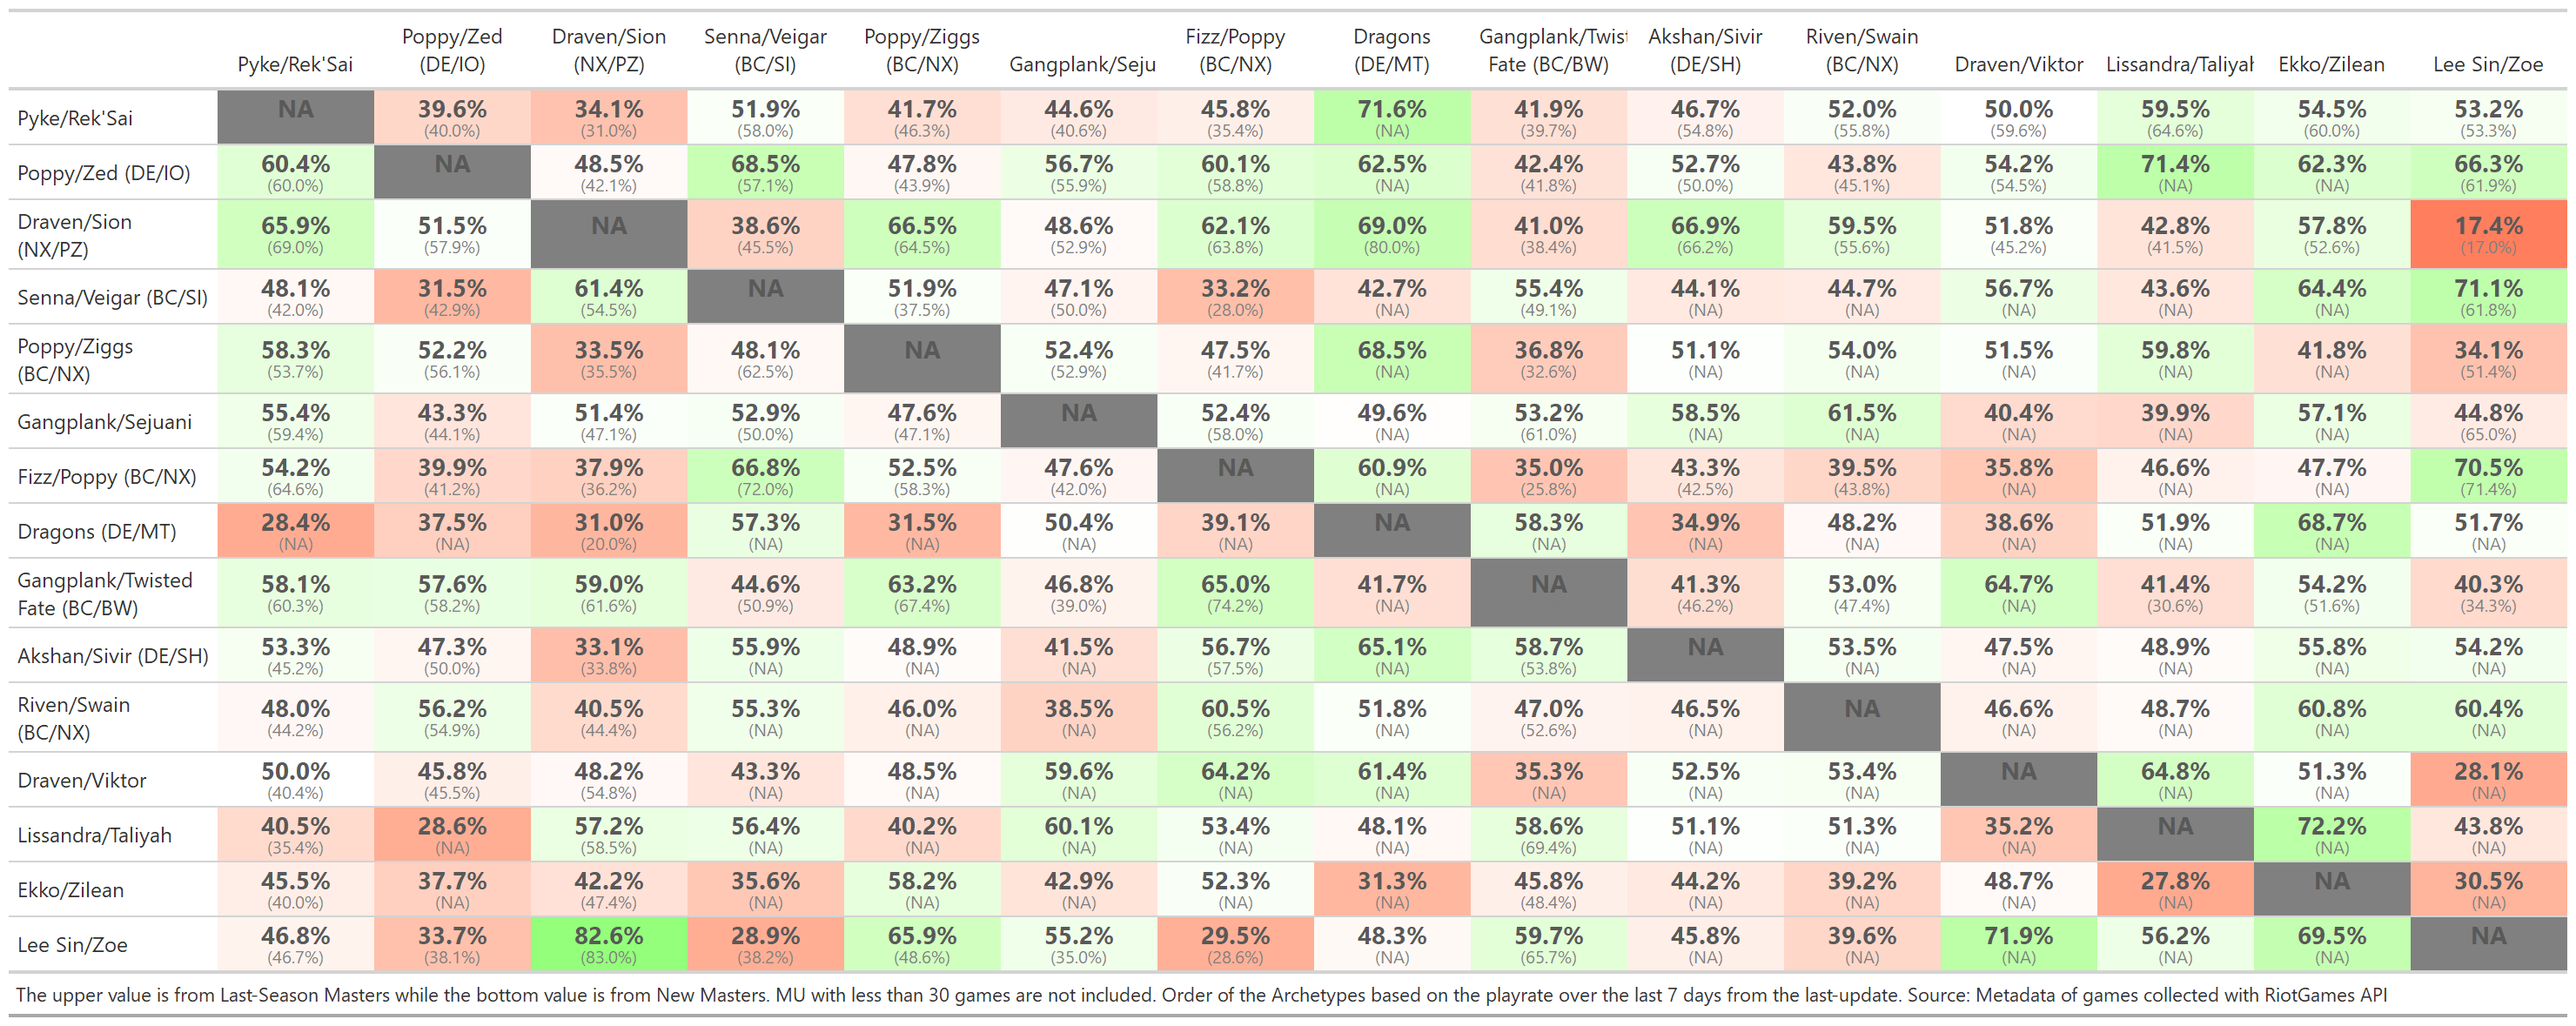 Poppy/Zed Draven/Sion Senna/Veigar Poppy/Ziggs Fizz/Poppy Dragons Gangplank/Twist Akshan/Sivir Riven/Swain
Pyke/Rek'Sai (DE/IO) (NX/PZ) (BC/SI) (BC/NX) Gangplank/Seju (BC/NX) (DE/MT) Fate (BC/BW) (DE/SH) (BC/NX) Draven/Viktor Lissandra/Taliyah Ekko/Zilean Lee Sin/Zoe
Pyke/Rek'Sai NA 39.6% 34.1% 51.9% 41.7% 44.6% 45.8% 71.6% 41.9% 46.7% 52.0% 50.0% 59.5% 54.5% 53.2%
(40.0%) (31.0%) (58.0%) (46.3%) (40.6%) (35.4%) (NA) (39.7%) (54.8%) (55.8%) (59.6%) (64.6%) (60.0%) (53.3%)
Poppy/Zed (DE/IO) 60.4% NA 48.5% 68.5% 47.8% 56.7% 60.1% 62.5% 42.4% 52.7% 43.8% 54.2% 71.4% 62.3% 66.3%
(60.0%) (42.1%) (57.1%) (43.9%) (55.9%) (58.8%) (NA) (41.8%) (50.0%) (45.1%) (54.5%) (NA) (NA) (61.9%)
Draven/Sion 65.9% 51.5% NA 38.6% 66.5% 48.6% 62.1% 69.0% 41.0% 66.9% 59.5% 51.8% 42.8% 57.8% 17.4%
(NX/PZ) (69.0%) (57.9%) (45.5%) (64.5%) (52.9%) (63.8%) (80.0%) (38.4%) (66.2%) (55.6%) (45.2%) (41.5%) (52.6%) (17.0%)
Senna/Veigar (BC/SI) 48.1% 31.5% 61.4% NA 51.9% 47.1% 33.2% 42.7% 55.4% 44.1% 44.7% 56.7% 43.6% 64.4% 71.1%
(42.0%) (42.9%) (54.5%) (37.5%) (50.0%) (28.0%) (NA) (49.1%) (NA) (NA) (NA) (NA) (NA) (61.8%)
Poppy/Ziggs 58.3% 52.2% 33.5% 48.1% NA 52.4% 47.5% 68.5% 36.8% 51.1% 54.0% 51.5% 59.8% 41.8% 34.1%
(BC/NX) (53.7%) (56.1%) (35.5%) (62.5%) (52.9%) (41.7%) (NA) (32.6%) (NA) (NA) (NA) (NA) (NA) (51.4%)
Gangplank/Sejuani 55.4% 43.3% 51.4% 52.9% 47.6% NA 52.4% 49.6% 53.2% 58.5% 61.5% 40.4% 39.9% 57.1% 44.8%
(59.4%) (44.1%) (47.1%) (50.0%) (47.1%) (58.0%) (NA) (61.0%) (NA) (NA) (NA) (NA) (NA) (65.0%)
Fizz/Poppy (BC/NX) 54.2% 39.9% 37.9% 66.8% 52.5% 47.6% NA 60.9% 35.0% 43.3% 39.5% 35.8% 46.6% 47.7% 70.5%
(64.6%) (41.2%) (36.2%) (72.0%) (58.3%) (42.0%) (NA) (25.8%) (42.5%) (43.8%) (NA) (NA) (NA) (71.4%)
Dragons (DE/MT) 28.4% 37.5% 31.0% 57.3% 31.5% 50.4% 39.1% NA 58.3% 34.9% 48.2% 38.6% 51.9% 68.7% 51.7%
(NA) (NA) (20.0%) (NA) (NA) (NA) (NA) (NA) (NA) (NA) (NA) (NA) (NA) (NA)
Gangplank/Twisted 58.1% 57.6% 59.0% 44.6% 63.2% 46.8% 65.0% 41.7% NA 41.3% 53.0% 64.7% 41.4% 54.2% 40.3%
Fate (BC/BW) (60.3%) (58.2%) (61.6%) (50.9%) (67.4%) (39.0%) (74.2%) (NA) (46.2%) (47.4%) (NA) (30.6%) (51.6%) (34.3%)
Akshan/Sivir (DE/SH) 53.3% 47.3% 33.1% 55.9% 48.9% 41.5% 56.7% 65.1% 58.7% NA 53.5% 47.5% 48.9% 55.8% 54.2%
(45.2%) (50.0%) (33.8%) (NA) (NA) (NA) (57.5%) (NA) (53.8%) (NA) (NA) (NA) (NA) (NA)
Riven/Swain 48.0% 56.2% 40.5% 55.3% 46.0% 38.5% 60.5% 51.8% 47.0% 46.5% NA 46.6% 48.7% 60.8% 60.4%
(BC/NX) (44.2%) (54.9%) (44.4%) (NA) (NA) (NA) (56.2%) (NA) (52.6%) (NA) (NA) (NA) (NA) (NA)
Draven/Viktor 50.0% 45.8% 48.2% 43.3% 48.5% 59.6% 64.2% 61.4% 35.3% 52.5% 53.4% NA 64.8% 51.3% 28.1%
(40.4%) (45.5%) (54.8%) (NA) (NA) (NA) (NA) (NA) (NA) (NA) (NA) (NA) (NA) (NA)
Lissandra/Taliyah 40.5% 28.6% 57.2% 56.4% 40.2% 60.1% 53.4% 48.1% 58.6% 51.1% 51.3% 35.2% NA 72.2% 43.8%
(35.4%) (NA) (58.5%) (NA) (NA) (NA) (NA) (NA) (69.4%) (NA) (NA) (NA) (NA) (NA)
Ekko/Zilean 45.5% 37.7% 42.2% 35.6% 58.2% 42.9% 52.3% 31.3% 45.8% 44.2% 39.2% 48.7% 27.8% NA 30.5%
(40.0%) (NA) (47.4%) (NA) (NA) (NA) (NA) (NA) (48.4%) (NA) (NA) (NA) (NA) (NA)
Lee Sin/Zoe 46.8% 33.7% 82.6% 28.9% 65.9% 55.2% 29.5% 48.3% 59.7% 45.8% 39.6% 71.9% 56.2% 69.5% NA
(46.7%) (38.1%) (83.0%) (38.2%) (48.6%) (35.0%) (28.6%) (NA) (65.7%) (NA) (NA) (NA) (NA) (NA)
The upper value is from Last-Season Masters while the bottom value is from New Masters. MU with less than 30 games are not included. Order of the Archetypes based on the playrate over the last 7 days from the last-update. Source: Metadata of games collected with RiotGames API